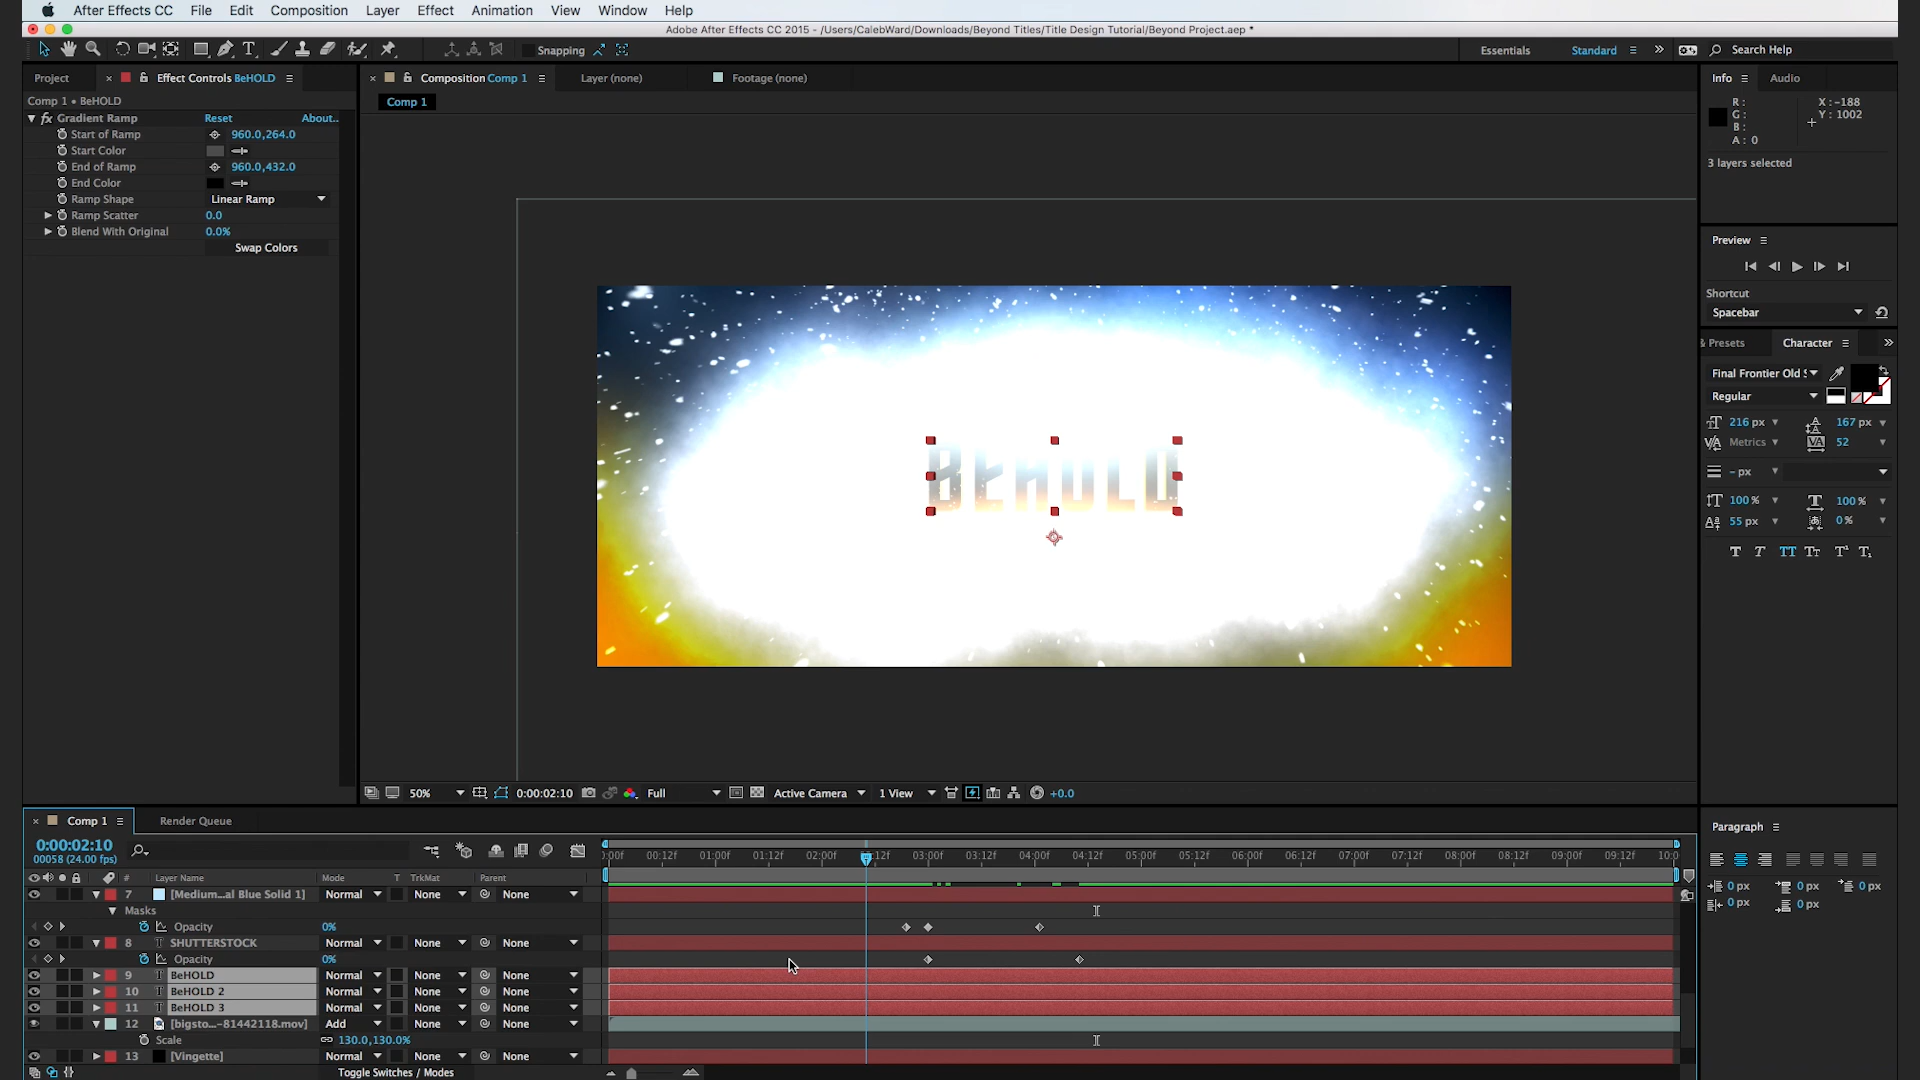 After Effects CC File Edit Composition Layer Effect Animation View Window Help
Adobe After Effects CC 2015 - /Users/CalebWard/Downloads/Beyond Titles/Title Design Tutorial/Beyond Project.aep *
Snapping Essentials Standard Search Help
Project Effect Controls BeHOLD Composition Comp 1 Layer (none) Footage (none) Info Audio
Comp 1 • BeHOLD
Comp 1
fx Gradient Ramp Reset About..
Start of Ramp 960.0,264.0
Start Color
End of Ramp 960.0,432.0
End Color
Ramp Shape Linear Ramp
Ramp Scatter 0.0
Blend With Original 0.0%
Swap Colors
BEHOLD
R: X: -188
G: Y: 1002
B:
A: 0
3 layers selected
Preview
Shortcut
Spacebar
& Presets Character
Final Frontier Old S
Regular
216 px 167 px
Metrics 52
- px
100% 100%
55 px 0%
50% 0:00:02:10 Full Active Camera 1 View +0.0
Comp 1 Render Queue
0:00:02:10
00058 (24.00 fps)
:00f 00:12f 01:00f 01:12f 02:00f :12f 03:00f 03:12f 04:00f 04:12f 05:00f 05:12f 06:00f 06:12f 07:00f 07:12f 08:00f 08:12f 09:00f 09:12f 10:0
# Layer Name Mode T TrkMat Parent
7 [Medium...al Blue Solid 1] Normal None None
Masks
Opacity 0%
8 T SHUTTERSTOCK Normal None None
Opacity 0%
9 T BeHOLD Normal None None
10 T BeHOLD 2 Normal None None
11 T BeHOLD 3 Normal None None
12 [bigsto...-81442118.mov] Add None None
Scale 130.0,130.0%
13 [Vingette] Normal None None
Toggle Switches / Modes
Paragraph
0 px 0 px 0 px
0 px 0 px